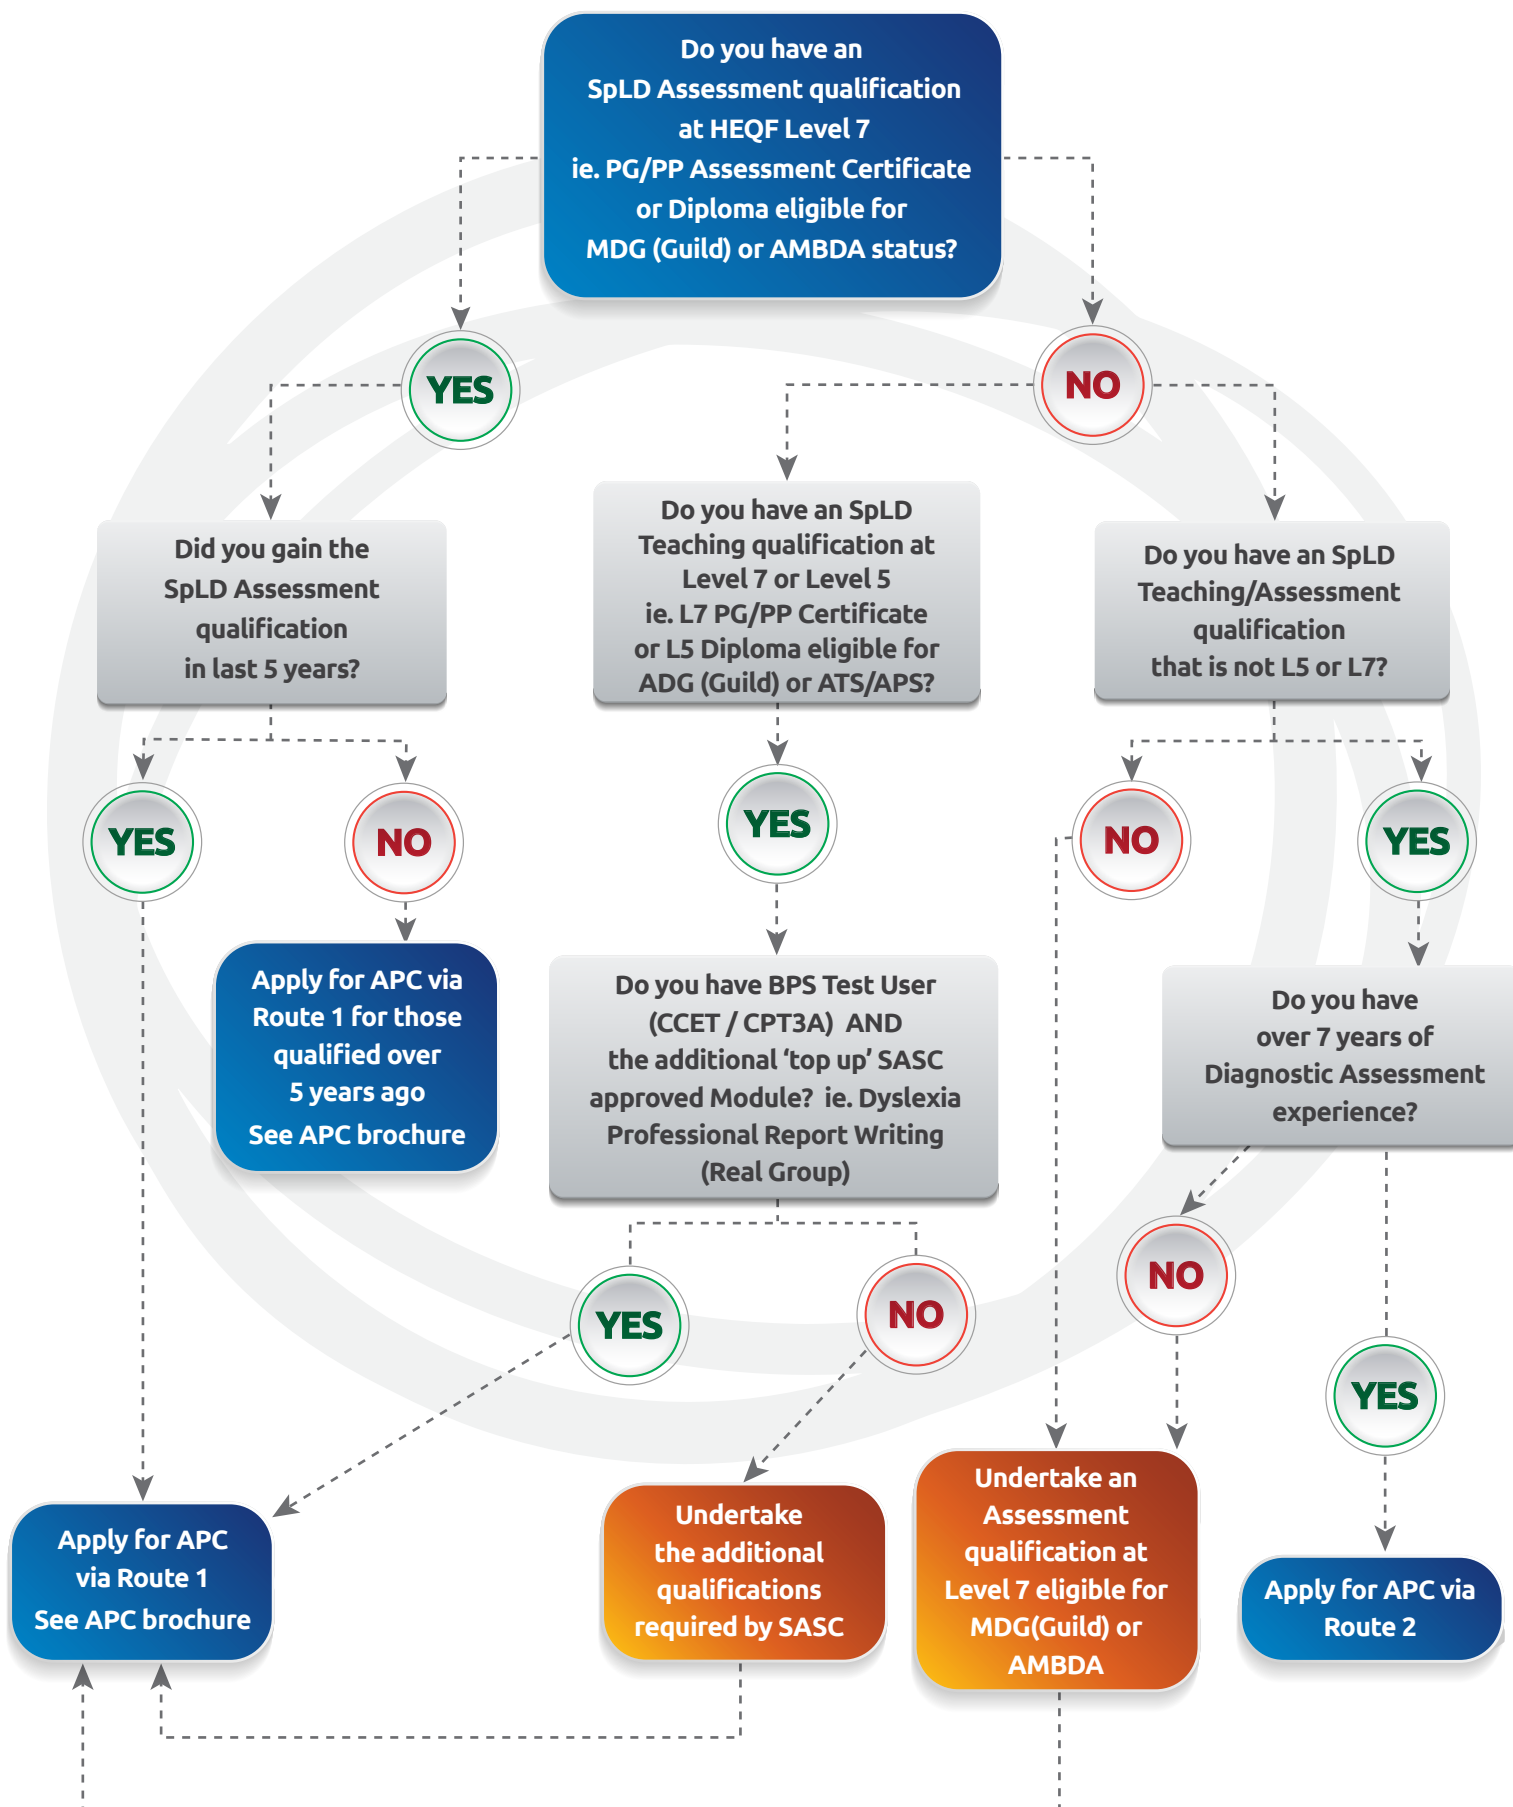 Do you have an
SpLD Assessment qualification
at HEQF Level 7
ie. PG/PP Assessment Certificate
or Diploma eligible for
MDG (Guild) or AMBDA status?
YES
NO
Did you gain the
SpLD Assessment
qualification
in last 5 years?
Do you have an SpLD
Teaching qualification at
Level 7 or Level 5
ie. L7 PG/PP Certificate
or L5 Diploma eligible for
ADG (Guild) or ATS/APS?
Do you have an SpLD
Teaching/Assessment
qualification
that is not L5 or L7?
YES
NO
YES
NO
YES
Apply for APC via
Route 1 for those
qualified over
5 years ago
See APC brochure
Do you have BPS Test User
(CCET / CPT3A)  AND
the additional ‘top up’ SASC
approved Module?  ie. Dyslexia
Professional Report Writing
(Real Group)
Do you have
over 7 years of
Diagnostic Assessment
experience?
YES
NO
NO
YES
Apply for APC
via Route 1
See APC brochure
Undertake
the additional
qualifications
required by SASC
Undertake an
Assessment
qualification at
Level 7 eligible for
MDG(Guild) or
AMBDA
Apply for APC via
Route 2